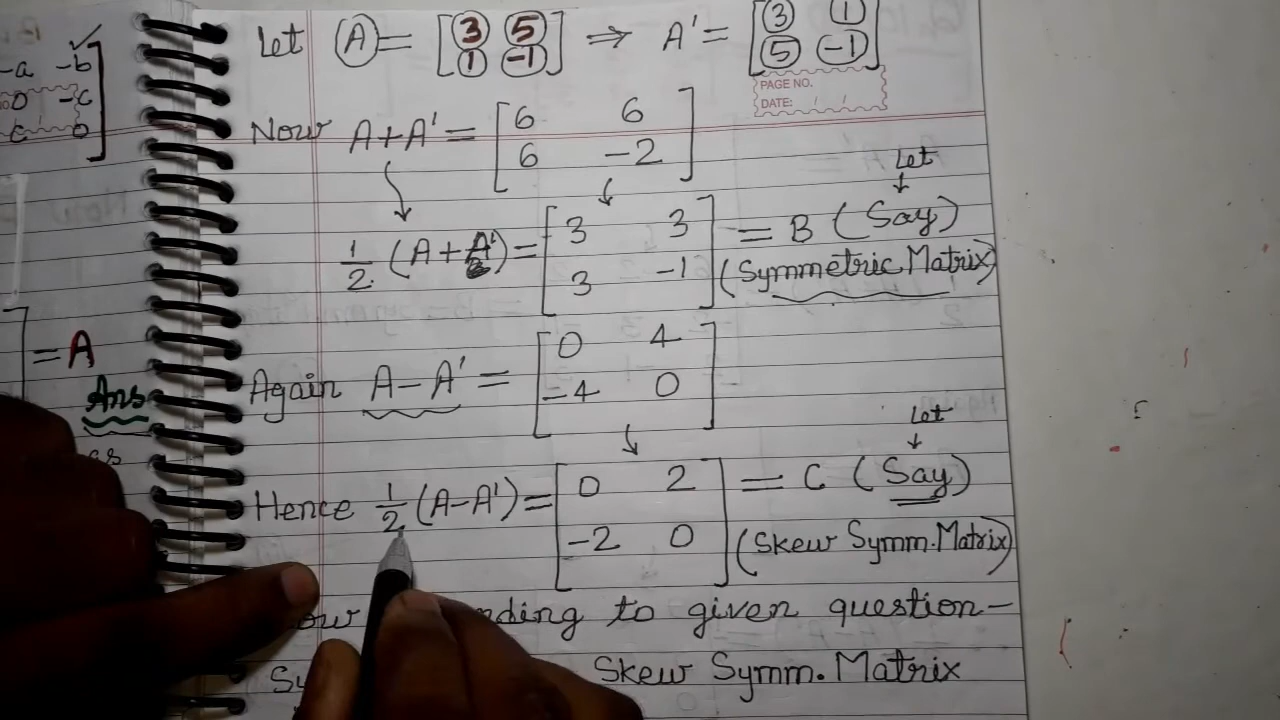 -a -b
0 -c
c 0
= A
Ans
Let A = [3 5 1 -1] ⇒ A' = [3 1 5 -1]
PAGE NO.
DATE: / /
Now A+A' = [6 6 6 -2]
Let
1/2 (A+A') = [3 3 3 -1] = B (Say)
(Symmetric Matrix)
Again A-A' = [0 4 -4 0]
Let
Hence 1/2 (A-A') = [0 2 -2 0] = C (Say)
(Skew Symm. Matrix)
to given question-
Skew Symm. Matrix